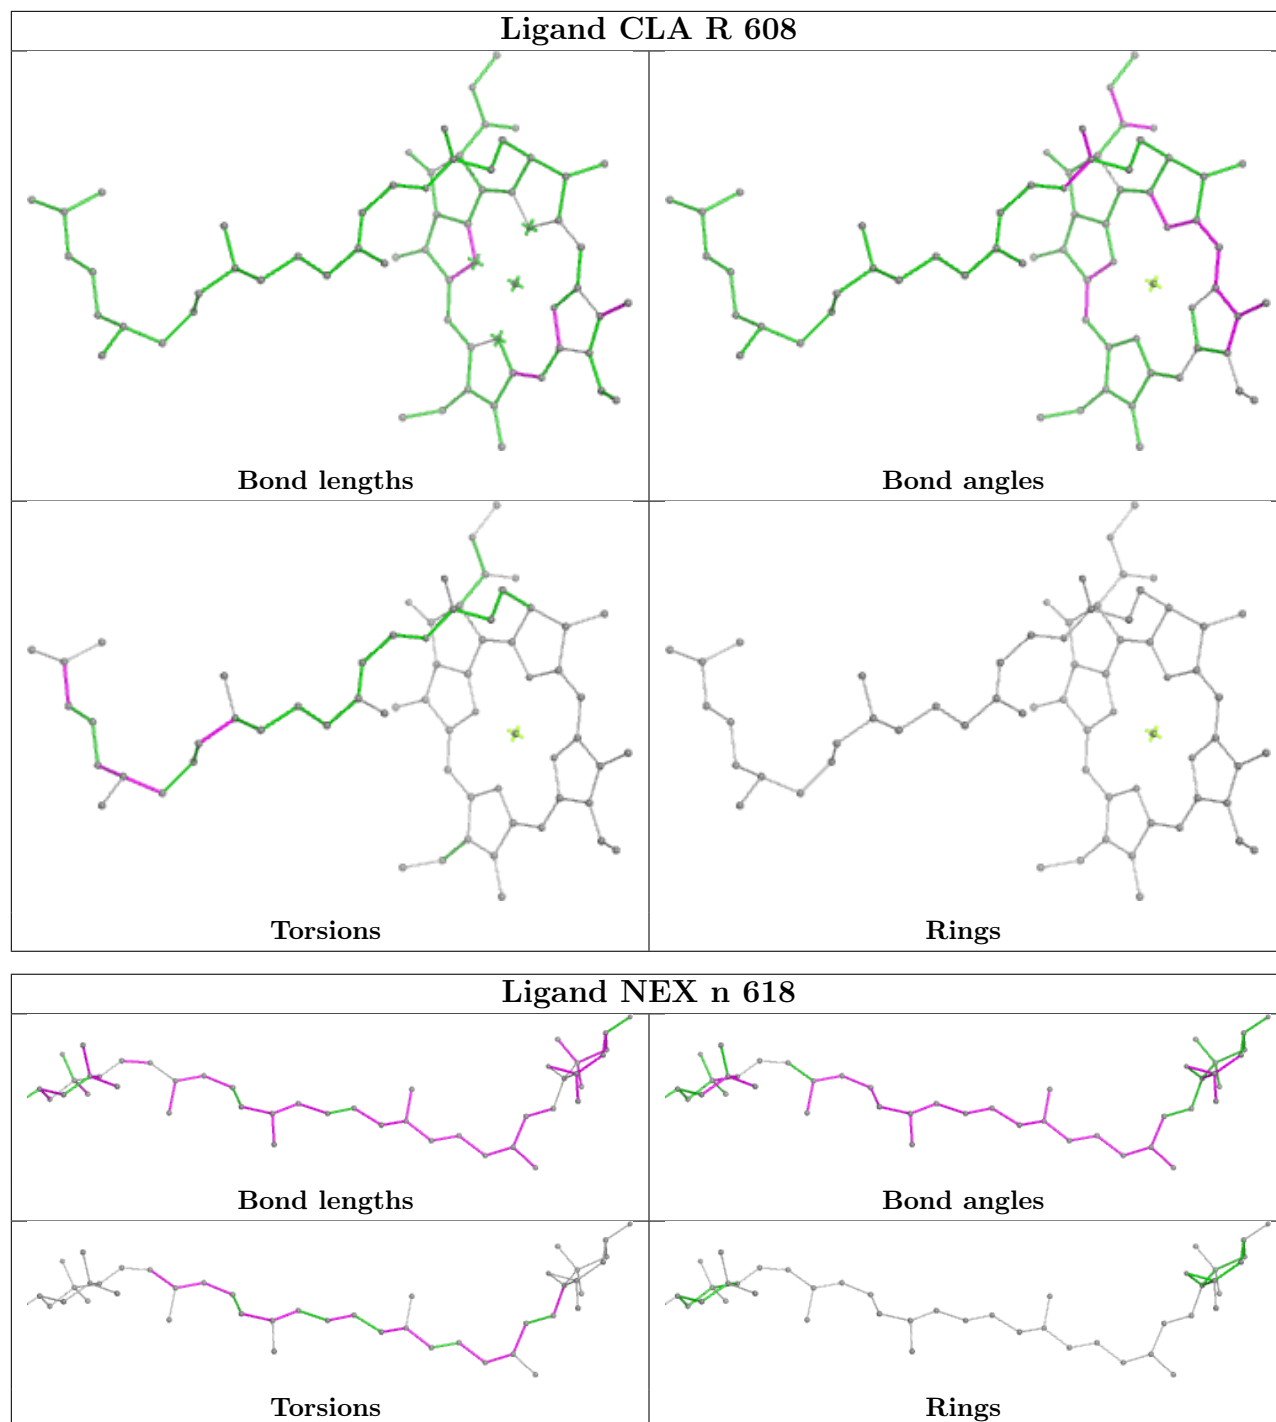 Ligand CLA R 608
Bond lengths
Bond angles
Torsions
Rings
Ligand NEX n 618
Bond lengths
Bond angles
Torsions
Rings